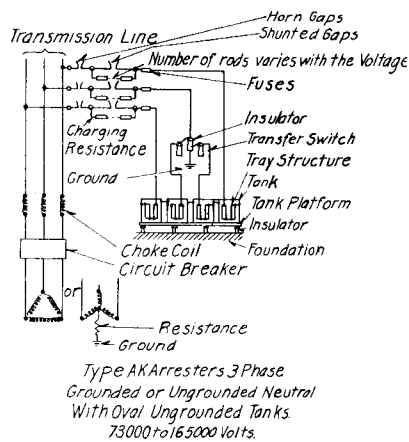 Horn Gaps
Transmission Line
Shunted Gaps
Number of rods varies with the Voltage
Fuses
Insulator
Transfer Switch
Charging
Resistance
Tray Structure
Ground
Tank
Tank Platform
Insulator
Choke Coil
Foundation
Circuit Breaker
or
Resistance
Ground
Type AK Arresters 3 Phase
Grounded or Ungrounded Neutral
With Oval Ungrounded Tanks.
73000 to 165000 Volts.